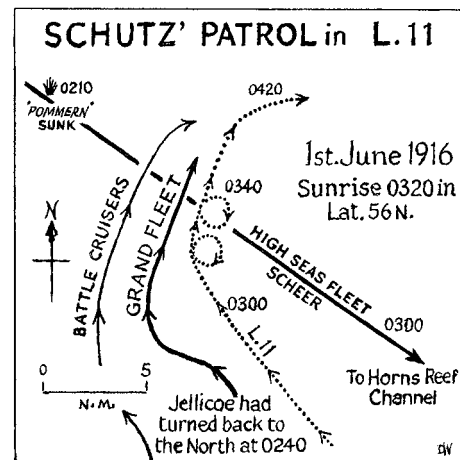 SCHUTZ' PATROL in L.11
0210
'POMMERN'
SUNK
0420
1st. June 1916
Sunrise 0320 in
Lat. 56 N.
0340
N
BATTLE CRUISERS
GRAND FLEET
HIGH SEAS FLEET
SCHEER
0300
L.11
0300
To Horns Reef
Channel
0 5
N.M.
Jellicoe had
turned back to
the North at 0240